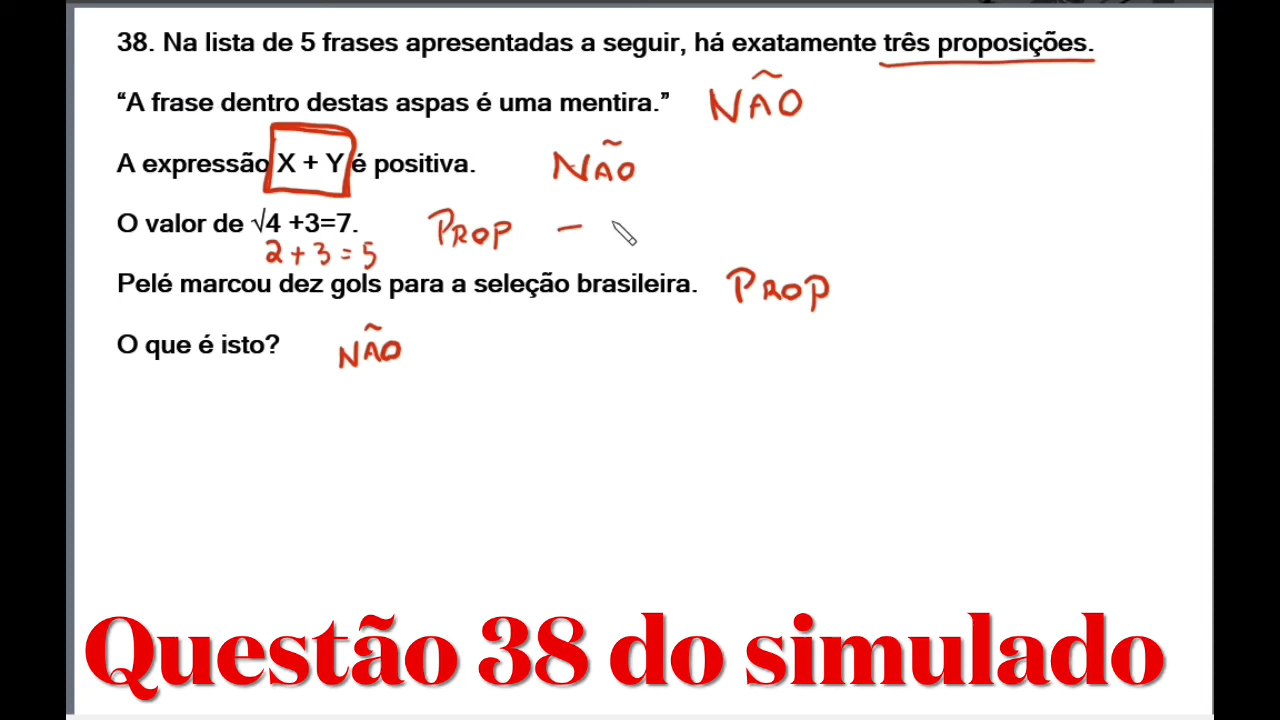 38. Na lista de 5 frases apresentadas a seguir, há exatamente três proposições.
“A frase dentro destas aspas é uma mentira.” NÃO
A expressão X + Y é positiva. NÃO
O valor de √4 +3=7. PROP –
2 + 3 = 5
Pelé marcou dez gols para a seleção brasileira. PROP
O que é isto? NÃO
Questão 38 do simulado